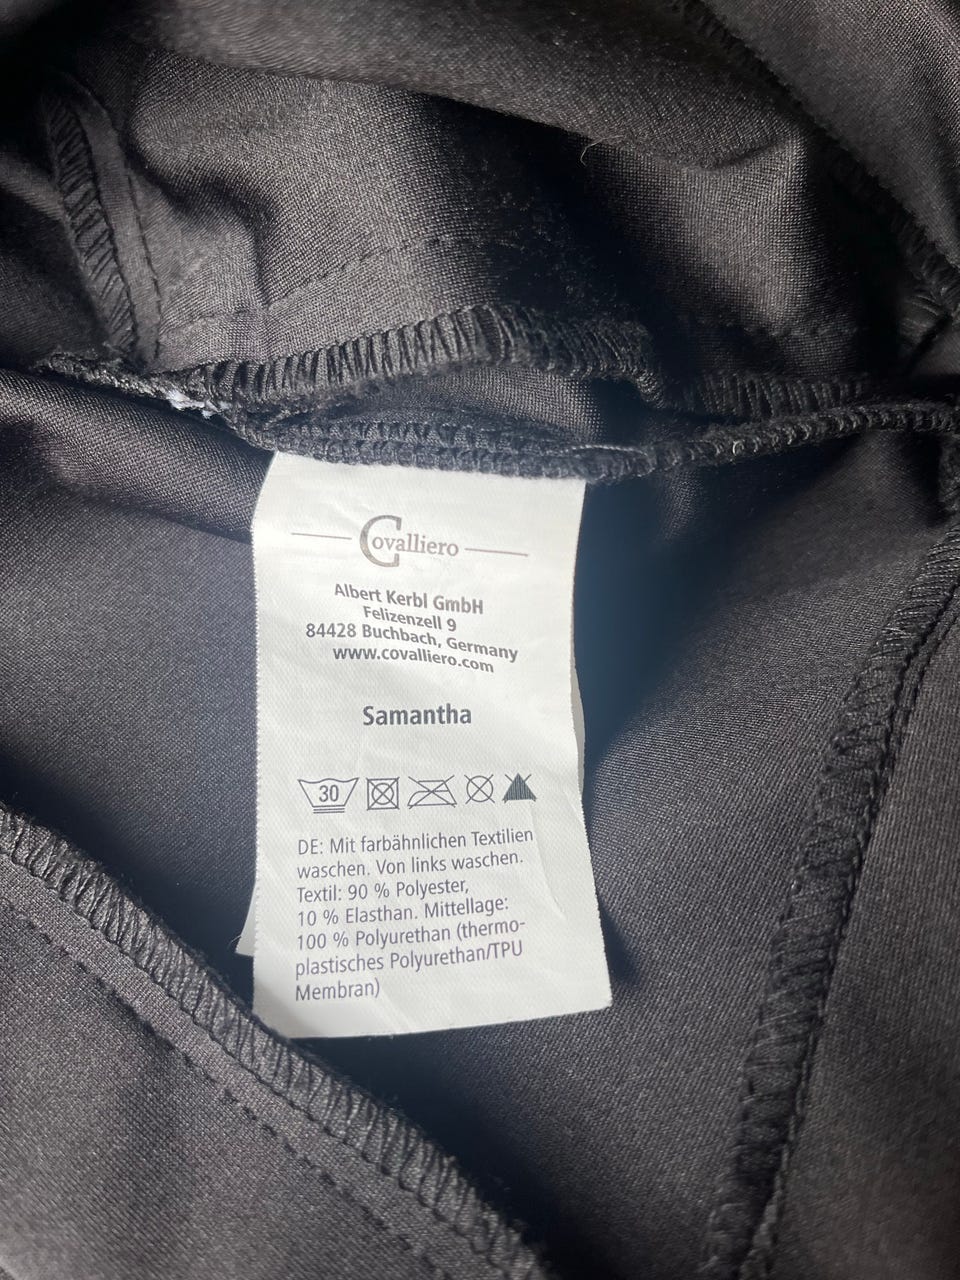 Covalliero
Albert Kerbl GmbH
Felizenzell 9
84428 Buchbach, Germany
www.covalliero.com
Samantha
30
DE: Mit farbähnlichen Textilien
waschen. Von links waschen.
Textil: 90 % Polyester,
10 % Elasthan. Mittellage:
100 % Polyurethan (thermo-
plastisches Polyurethan/TPU
Membran)